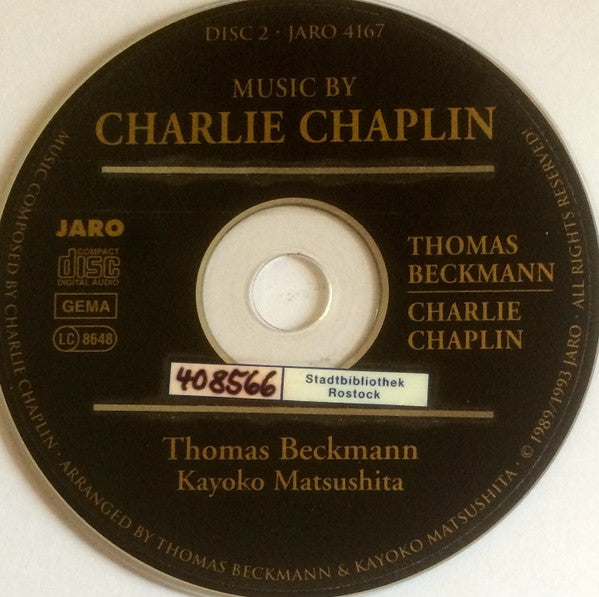 DISC 2 · JARO 4167
MUSIC BY
CHARLIE CHAPLIN
JARO
COMPACT
disc
DIGITAL AUDIO
GEMA
LC 8648
THOMAS
BECKMANN
CHARLIE
CHAPLIN
408566
Stadtbibliothek
Rostock
Thomas Beckmann
Kayoko Matsushita
MUSIC COMPOSED BY CHARLIE CHAPLIN · ARRANGED BY THOMAS BECKMANN & KAYOKO MATSUSHITA · © 1989/1993 JARO · ALL RIGHTS RESERVED!